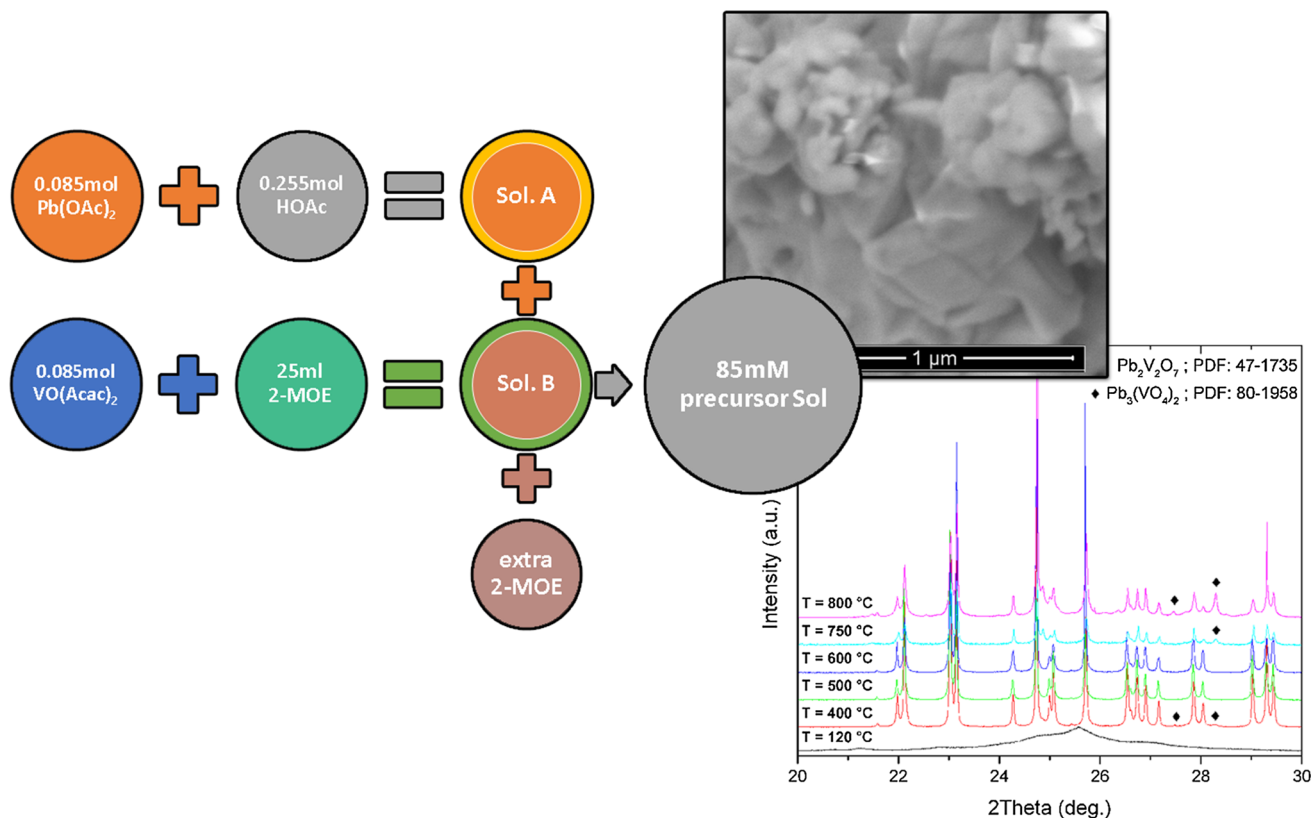 0.085mol
Pb(OAc)₂
0.255mol
HOAc
Sol. A
0.085mol
VO(Acac)₂
25ml
2-MOE
Sol. B
85mM
precursor Sol
extra
2-MOE
1 µm
Pb₂V₂O₇ ; PDF: 47-1735
♦ Pb₃(VO₄)₂ ; PDF: 80-1958
Intensity (a.u.)
T = 800 °C
T = 750 °C
T = 600 °C
T = 500 °C
T = 400 °C
T = 120 °C
20 22 24 26 28 30
2Theta (deg.)